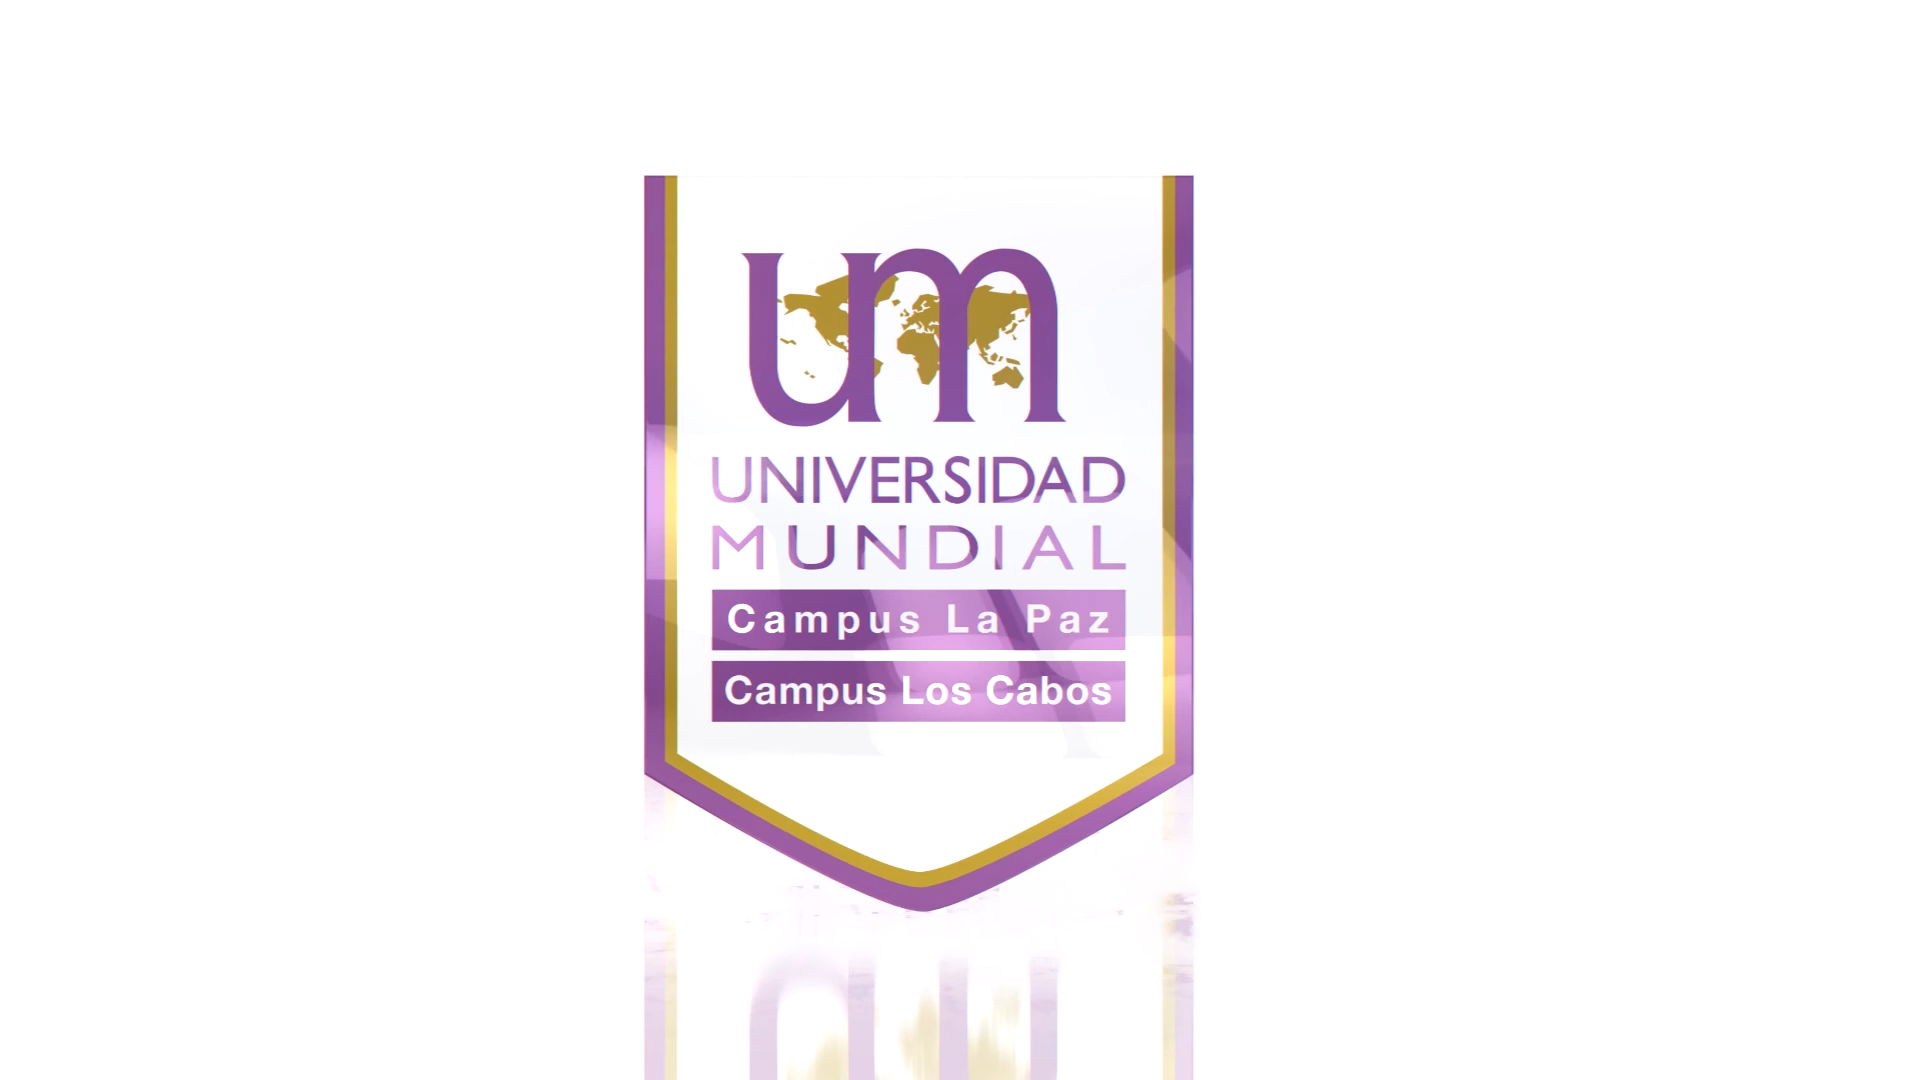 um
UNIVERSIDAD
MUNDIAL
Campus La Paz
Campus Los Cabos